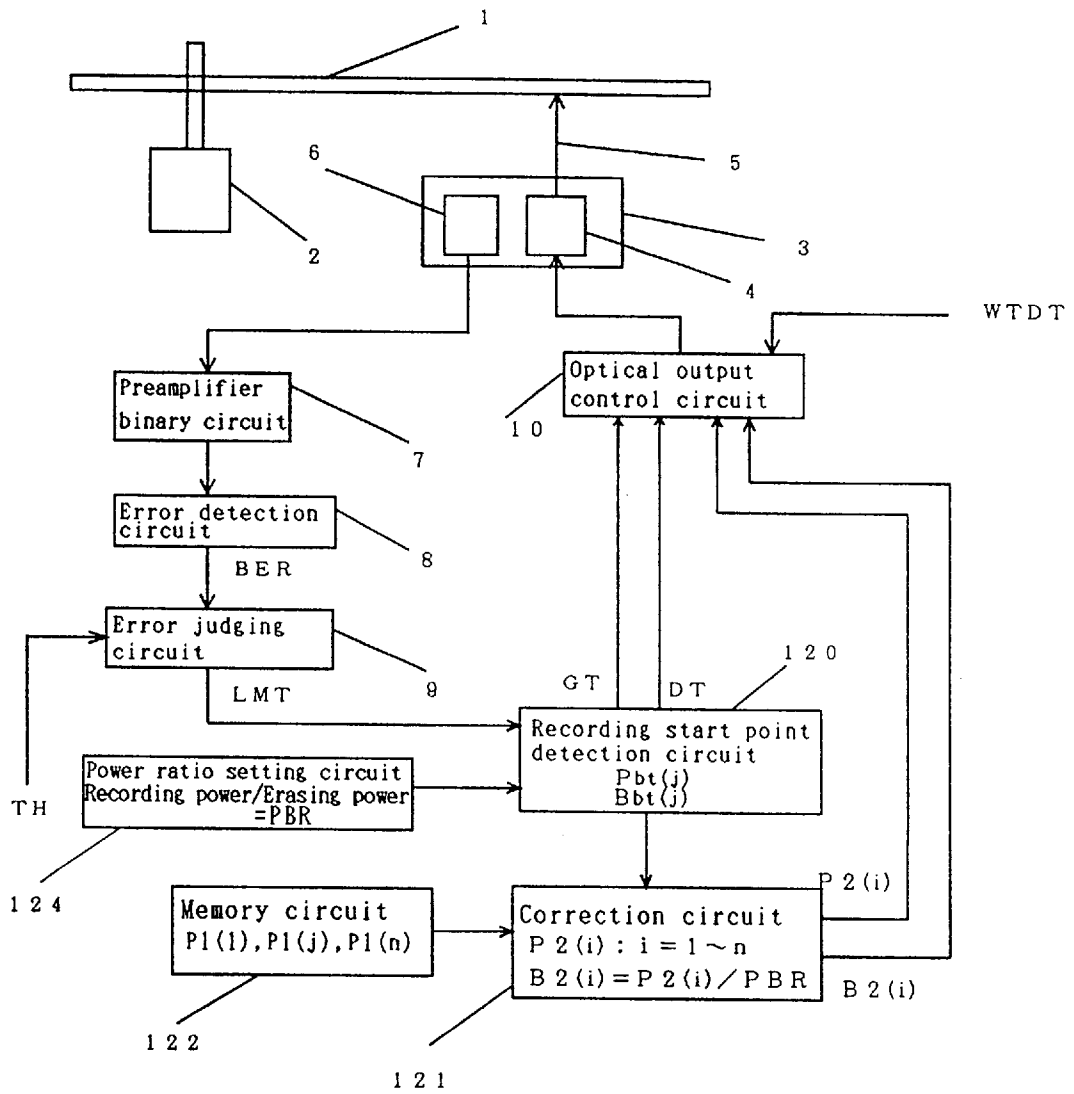 1
6
5
2
3
4
WTDT
Optical output
control circuit
10
Preamplifier
binary circuit
7
Error detection
circuit
8
BER
Error judging
circuit
9
GT
DT
120
LMT
Recording start point
detection circuit
Pbt(j)
Bbt(j)
Power ratio setting circuit
Recording power/Erasing power
=PBR
TH
124
P2(i)
Memory circuit
P1(1),P1(j),P1(n)
Correction circuit
P2(i):i=1~n
B2(i)=P2(i)/PBR
B2(i)
122
121